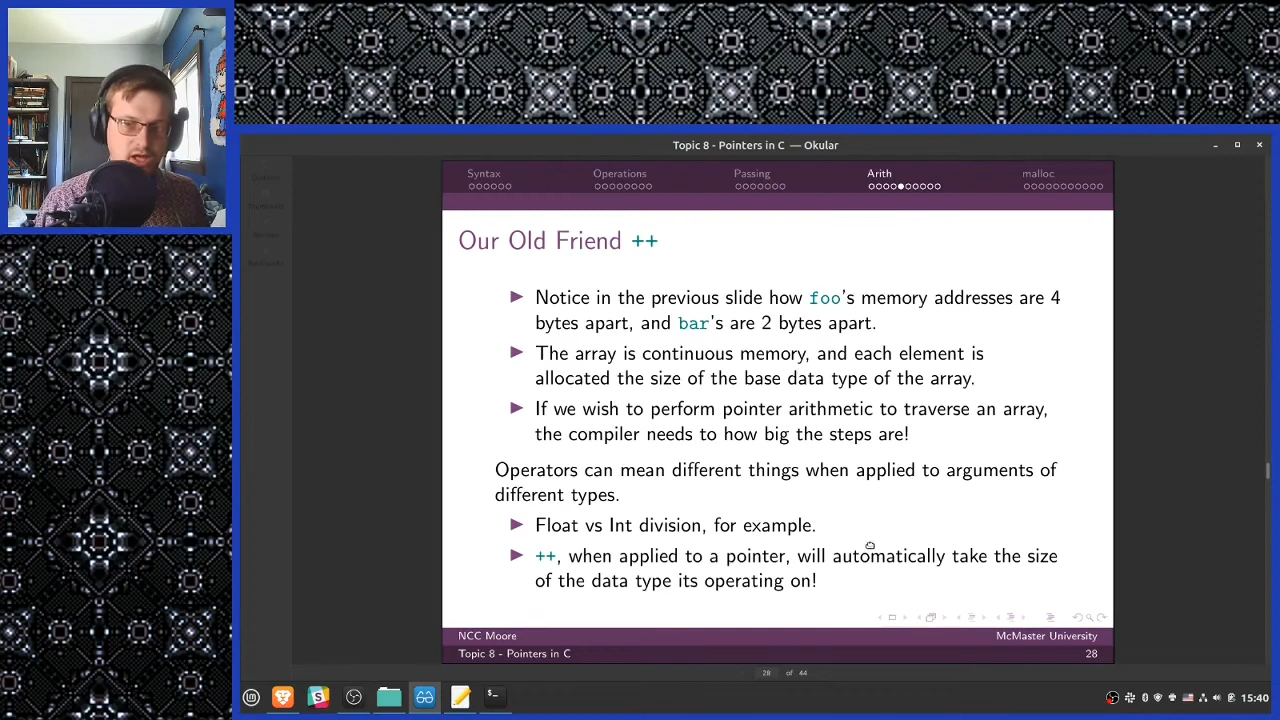 Topic 8 - Pointers in C — Okular
Syntax Operations Passing Arith malloc
Our Old Friend ++
Notice in the previous slide how foo's memory addresses are 4
bytes apart, and bar's are 2 bytes apart.
The array is continuous memory, and each element is
allocated the size of the base data type of the array.
If we wish to perform pointer arithmetic to traverse an array,
the compiler needs to how big the steps are!
Operators can mean different things when applied to arguments of
different types.
Float vs Int division, for example.
++, when applied to a pointer, will automatically take the size
of the data type its operating on!
NCC Moore McMaster University
Topic 8 - Pointers in C 28
28 of 44
15:40